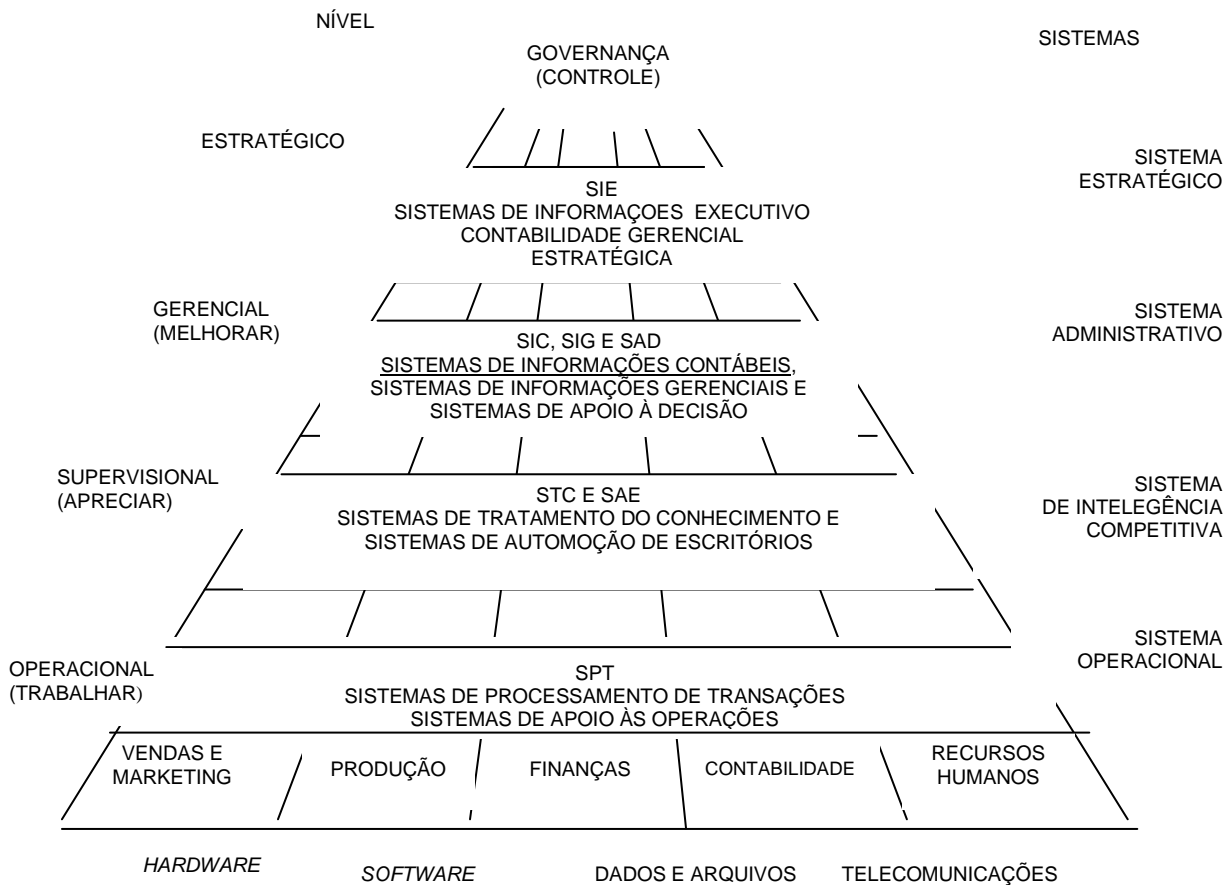 NÍVEL
SISTEMAS
GOVERNANÇA
(CONTROLE)
ESTRATÉGICO
SISTEMA
ESTRATÉGICO
SIE
SISTEMAS DE INFORMAÇOES EXECUTIVO
CONTABILIDADE GERENCIAL
ESTRATÉGICA
GERENCIAL
(MELHORAR)
SISTEMA
ADMINISTRATIVO
SIC, SIG E SAD
SISTEMAS DE INFORMAÇÕES CONTÁBEIS,
SISTEMAS DE INFORMAÇÕES GERENCIAIS E
SISTEMAS DE APOIO À DECISÃO
SUPERVISIONAL
(APRECIAR)
SISTEMA
DE INTELEGÊNCIA
COMPETITIVA
STC E SAE
SISTEMAS DE TRATAMENTO DO CONHECIMENTO E
SISTEMAS DE AUTOMOÇÃO DE ESCRITÓRIOS
OPERACIONAL
(TRABALHAR)
SISTEMA
OPERACIONAL
SPT
SISTEMAS DE PROCESSAMENTO DE TRANSAÇÕES
SISTEMAS DE APOIO ÀS OPERAÇÕES
VENDAS E
MARKETING
PRODUÇÃO
FINANÇAS
CONTABILIDADE
RECURSOS
HUMANOS
HARDWARE
SOFTWARE
DADOS E ARQUIVOS
TELECOMUNICAÇÕES